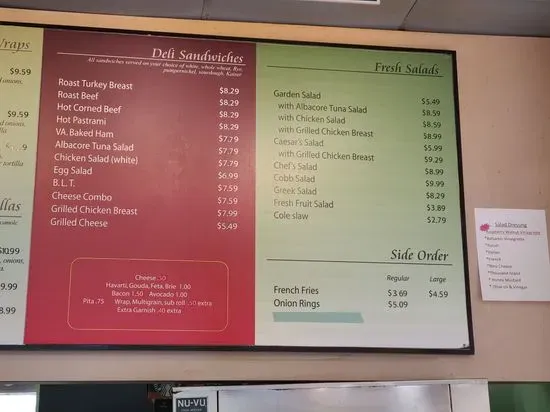 Wraps
$9.59
$9.59
tortilla
$10.99
9.99
8.99
Deli Sandwiches
All sandwiches served on your choice of white, whole wheat, Rye,
pumpernickel, sourdough, Kaiser
Roast Turkey Breast $8.29
Roast Beef $8.29
Hot Corned Beef $8.29
Hot Pastrami $8.29
VA. Baked Ham $7.79
Albacore Tuna Salad $7.79
Chicken Salad (white) $7.79
Egg Salad $6.99
B.L.T. $7.59
Cheese Combo $7.59
Grilled Chicken Breast $7.99
Grilled Cheese $5.49
Cheese .50
Havarti, Gouda, Feta, Brie 1.00
Bacon 1.50 Avocado 1.00
Pita .75 Wrap, Multigrain, sub roll .50 extra
Extra Garnish .40 extra
Fresh Salads
Garden Salad $5.49
with Albacore Tuna Salad $8.59
with Chicken Salad $8.59
with Grilled Chicken Breast $8.99
Caesar's Salad $5.99
with Grilled Chicken Breast $9.29
Chef's Salad $8.99
Cobb Salad $9.99
Greek Salad $8.29
Fresh Fruit Salad $3.89
Cole slaw $2.79
Side Order
Regular Large
French Fries $3.69 $4.59
Onion Rings $5.09
Salad Dressing
Raspberry Walnut Vinaigrette
*Balsamic Vinaigrette
*Italian
*French
*Bleu Cheese
*Thousand Island
*Honey Mustard
*Olive oil & Vinegar
NU-VU